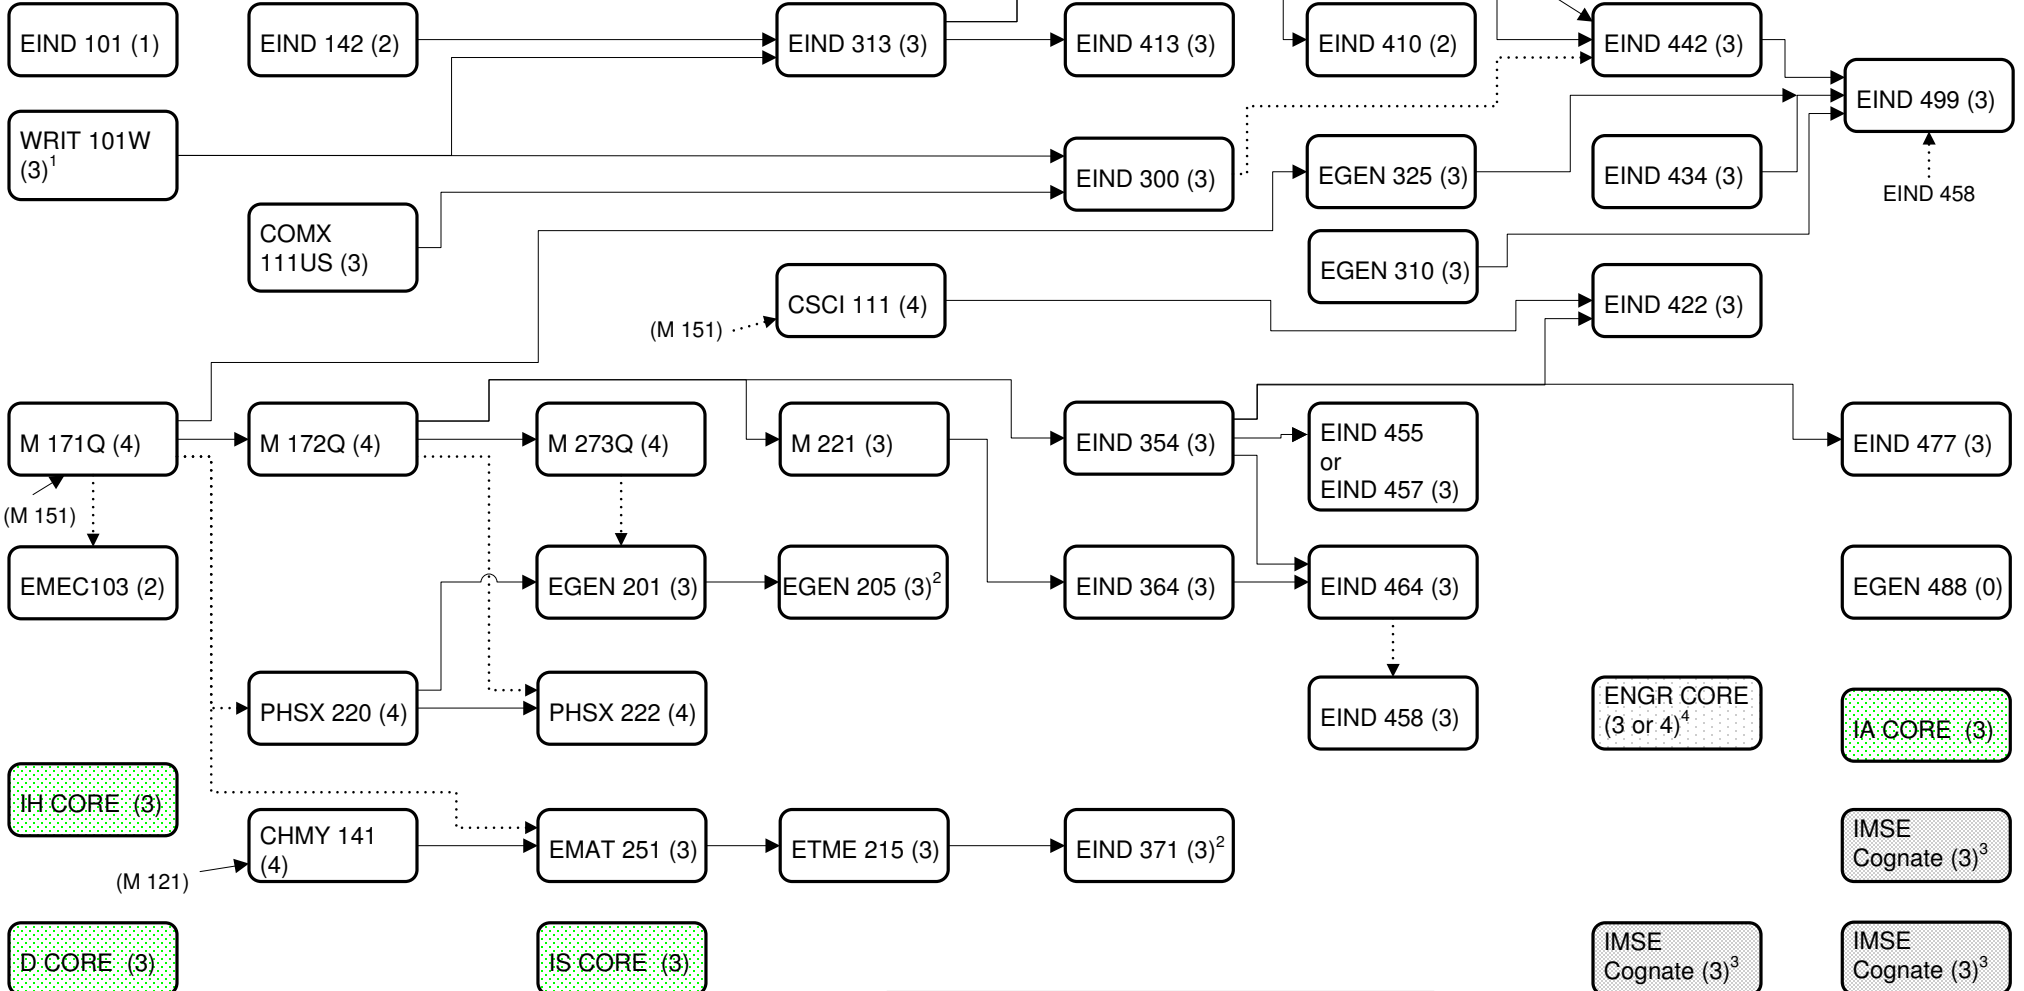 EIND 101 (1)
EIND 142 (2)
EIND 313 (3)
EIND 413 (3)
EIND 410 (2)
EIND 442 (3)
EIND 499 (3)
WRIT 101W
(3)1
EIND 300 (3)
EGEN 325 (3)
EIND 434 (3)
EIND 458
COMX
111US (3)
EGEN 310 (3)
CSCI 111 (4)
EIND 422 (3)
(M 151)
M 171Q (4)
M 172Q (4)
M 273Q (4)
M 221 (3)
EIND 354 (3)
EIND 455
or
EIND 457 (3)
EIND 477 (3)
(M 151)
EMEC103 (2)
EGEN 201 (3)
EGEN 205 (3)2
EIND 364 (3)
EIND 464 (3)
EGEN 488 (0)
PHSX 220 (4)
PHSX 222 (4)
EIND 458 (3)
ENGR CORE
(3 or 4)4
IA CORE (3)
IH CORE (3)
CHMY 141
(4)
EMAT 251 (3)
ETME 215 (3)
EIND 371 (3)2
IMSE
Cognate (3)3
(M 121)
D CORE (3)
IS CORE (3)
IMSE
Cognate (3)3
IMSE
Cognate (3)3